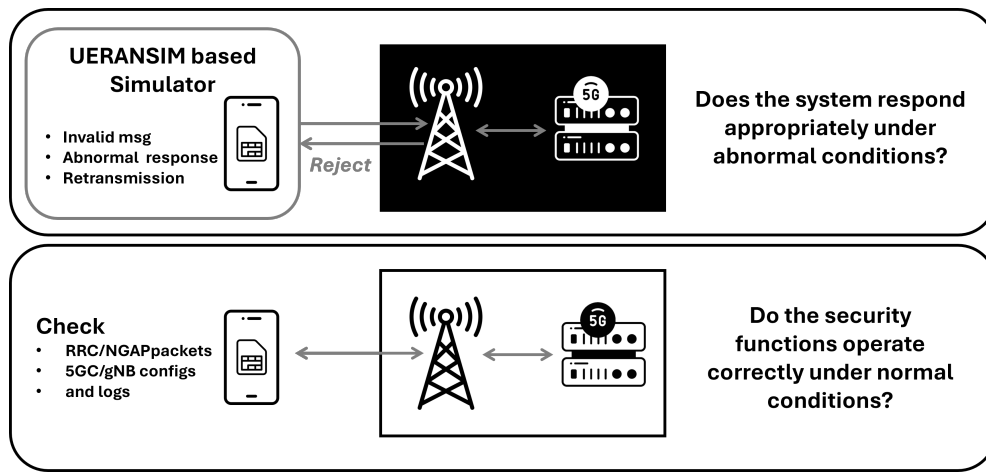 UERANSIM based
Simulator
• Invalid msg
• Abnormal response
• Retransmission
Reject
5G
Does the system respond
appropriately under
abnormal conditions?
Check
• RRC/NGAPpackets
• 5GC/gNB configs
• and logs
5G
Do the security
functions operate
correctly under normal
conditions?